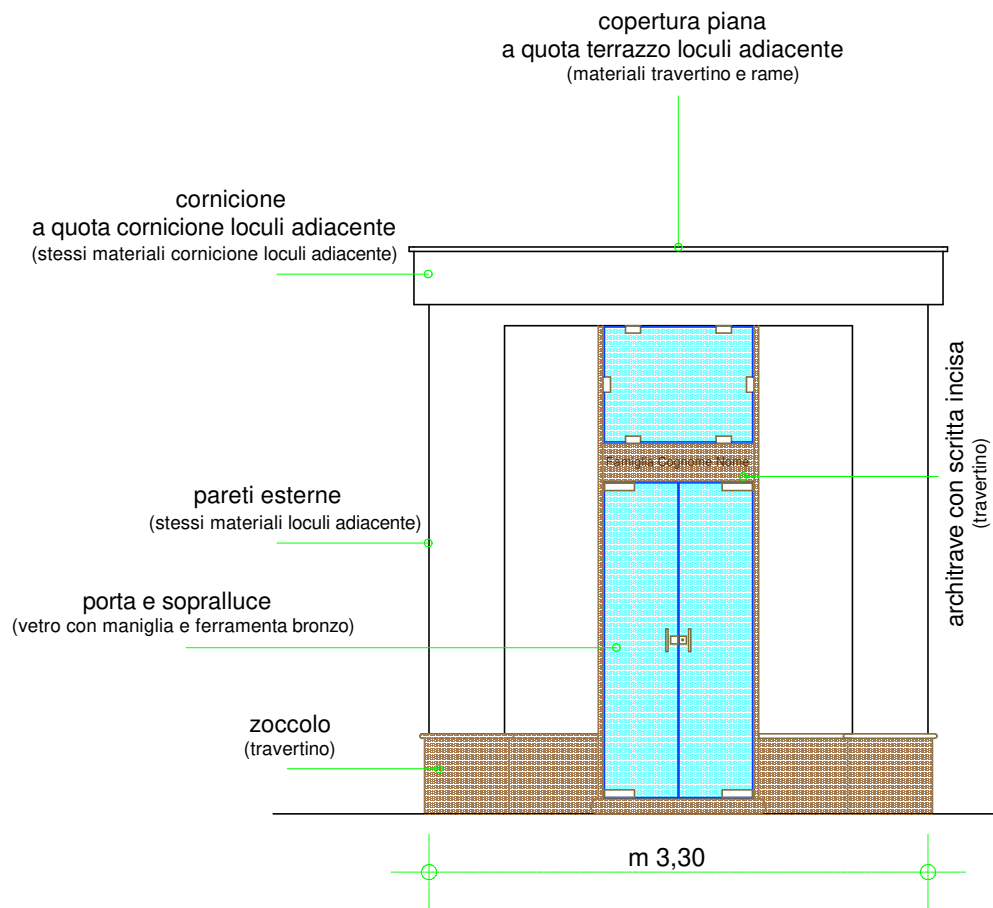 copertura piana
a quota terrazzo loculi adiacente
(materiali travertino e rame)
cornicione
a quota cornicione loculi adiacente
(stessi materiali cornicione loculi adiacente)
architrave con scritta incisa
(travertino)
Famiglia Cognome Nome
pareti esterne
(stessi materiali loculi adiacente)
porta e sopralluce
(vetro con maniglia e ferramenta bronzo)
zoccolo
(travertino)
m 3,30